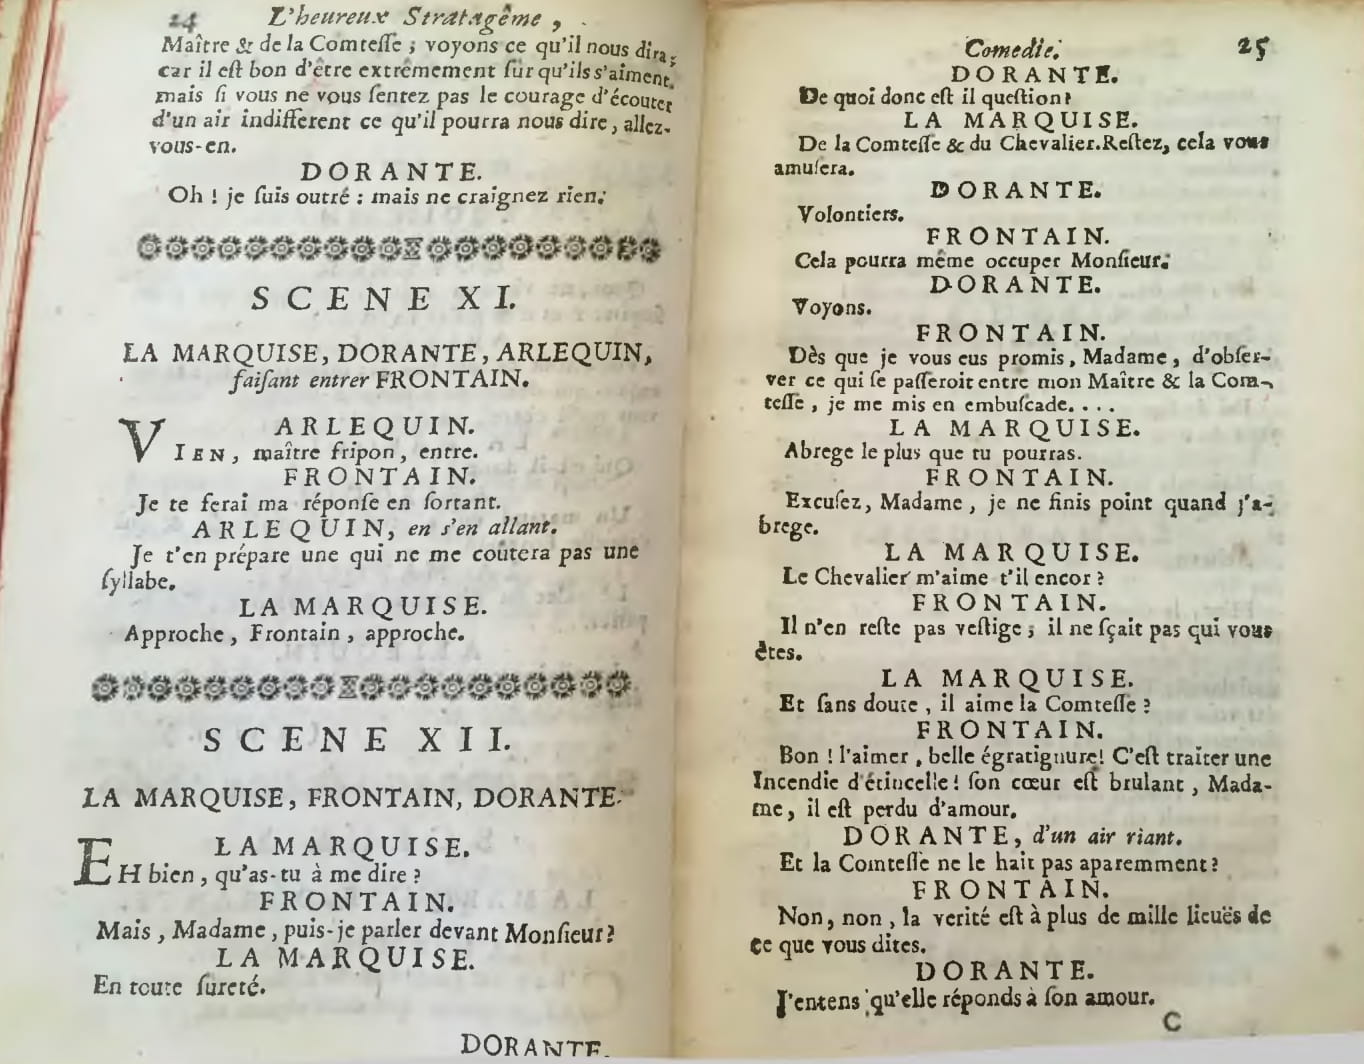 24 L'heureux Stratagême,
Maître & de la Comteſſe ; voyons ce qu'il nous dira,
car il eſt bon d'être extrêmement ſur qu'ils s'aiment,
mais ſi vous ne vous ſentez pas le courage d'écouter
d'un air indifferent ce qu'il pourra nous dire, allez-
vous-en.
DORANTE.
Oh ! je ſuis outré : mais ne craignez rien.
SCENE XI.
LA MARQUISE, DORANTE, ARLEQUIN,
faiſant entrer FRONTAIN.
ARLEQUIN.
VIEN, maître fripon, entre.
FRONTAIN.
Je te ferai ma réponſe en ſortant.
ARLEQUIN, en s'en allant.
Je t'en prépare une qui ne me coutera pas une
ſyllabe.
LA MARQUISE.
Approche, Frontain, approche.
SCENE XII.
LA MARQUISE, FRONTAIN, DORANTE.
LA MARQUISE.
EH bien, qu'as-tu à me dire ?
FRONTAIN.
Mais, Madame, puis-je parler devant Monſieur ?
LA MARQUISE.
En toute ſureté.
DORANTE.
Comedie. 25
DORANTE.
De quoi donc eſt il queſtion ?
LA MARQUISE.
De la Comteſſe & du Chevalier. Reſtez, cela vous
amuſera.
DORANTE.
Volontiers.
FRONTAIN.
Cela pourra même occuper Monſieur.
DORANTE.
Voyons.
FRONTAIN.
Dès que je vous eus promis, Madame, d'obſer-
ver ce qui ſe paſſeroit entre mon Maître & la Com-
teſſe, je me mis en embuſcade....
LA MARQUISE.
Abrege le plus que tu pourras.
FRONTAIN.
Excuſez, Madame, je ne finis point quand j'a-
brege.
LA MARQUISE.
Le Chevalier m'aime t'il encor ?
FRONTAIN.
Il n'en reſte pas veſtige ; il ne ſçait pas qui vous
êtes.
LA MARQUISE.
Et ſans doute, il aime la Comteſſe ?
FRONTAIN.
Bon ! l'aimer, belle égratignure ! C'eſt traiter une
Incendie d'étincelle ! ſon cœur eſt brulant, Mada-
me, il eſt perdu d'amour.
DORANTE, d'un air riant.
Et la Comteſſe ne le hait pas aparemment ?
FRONTAIN.
Non, non, la verité eſt à plus de mille lieuës de
ce que vous dites.
DORANTE.
J'entens qu'elle réponds à ſon amour.
C